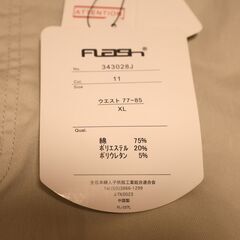 ATTENTION
FLASH
No. 343028J
Col. 11
ウエスト 77-85
XL
Qual.
綿 75%
ポリエステル 20%
ポリウレタン 5%
中国製